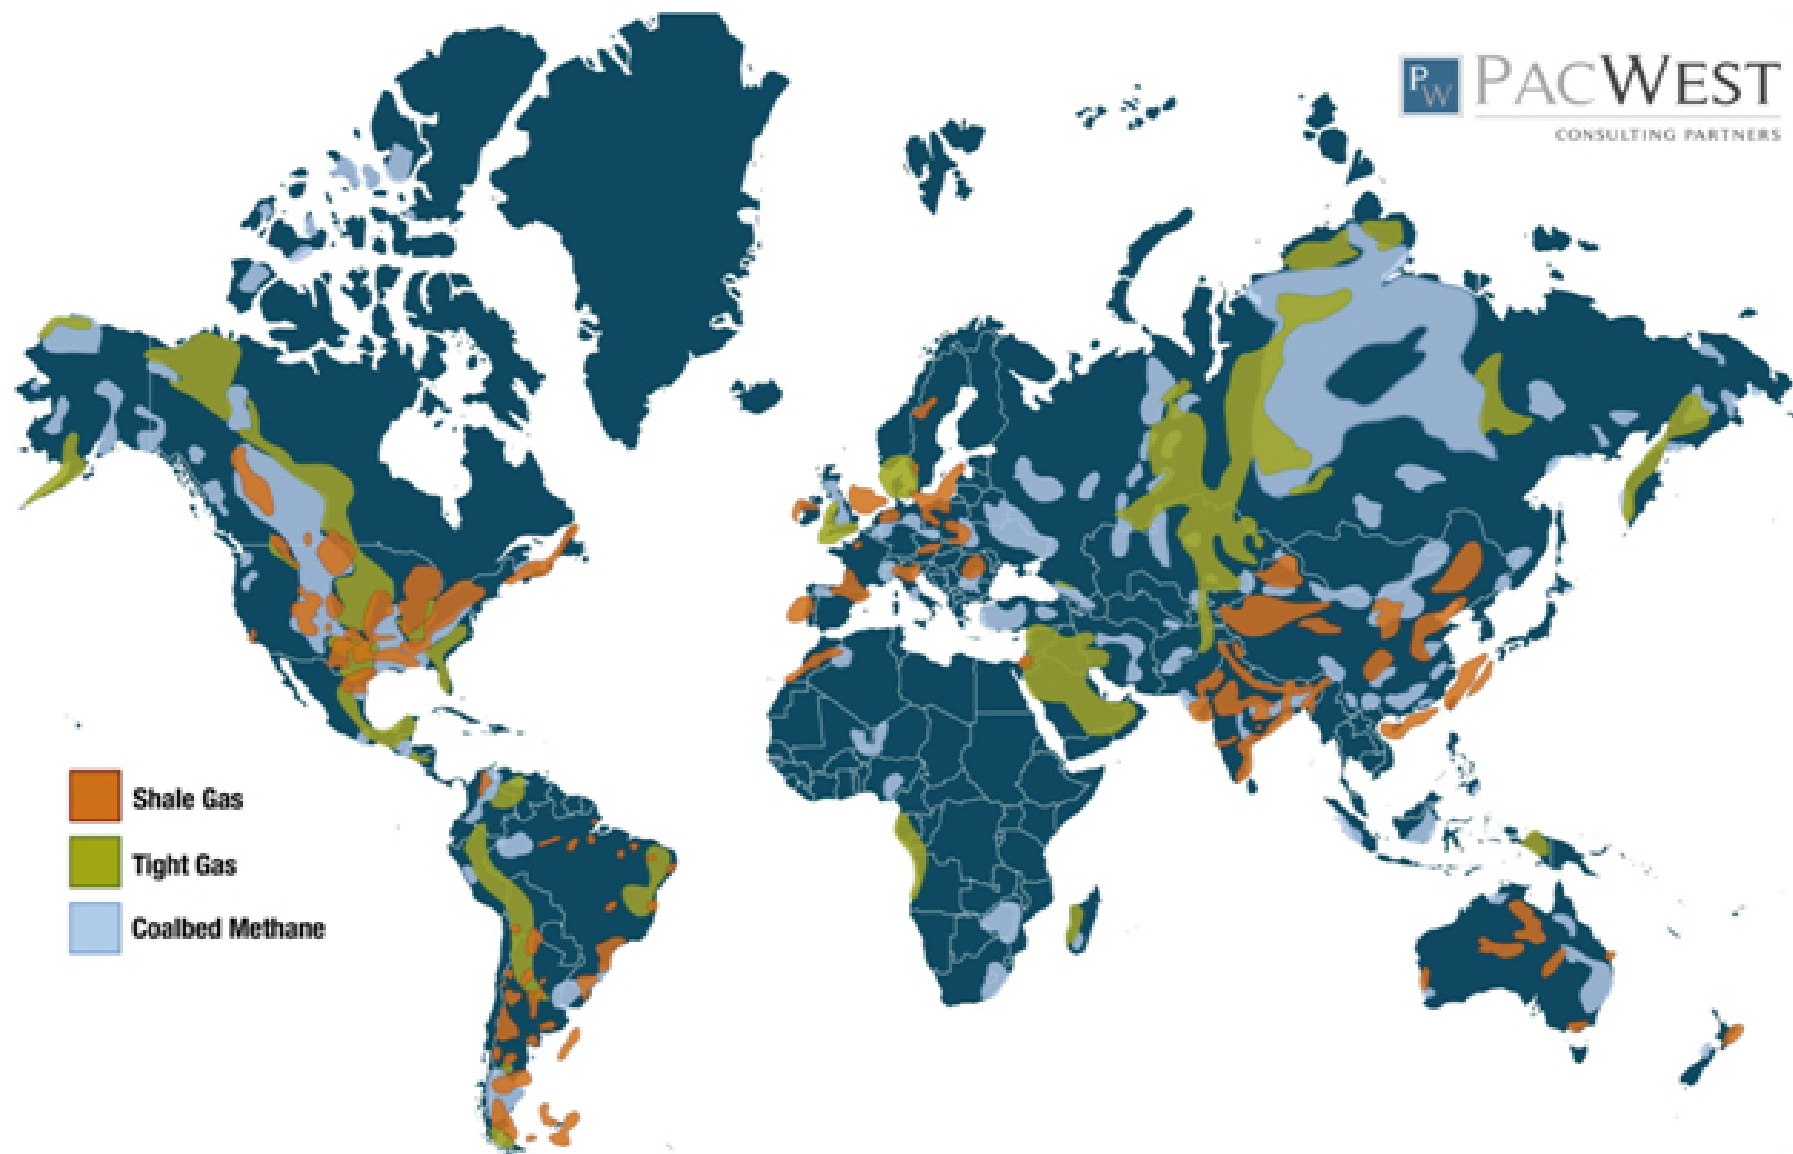 PW
PACWEST
CONSULTING PARTNERS
Shale Gas
Tight Gas
Coalbed Methane